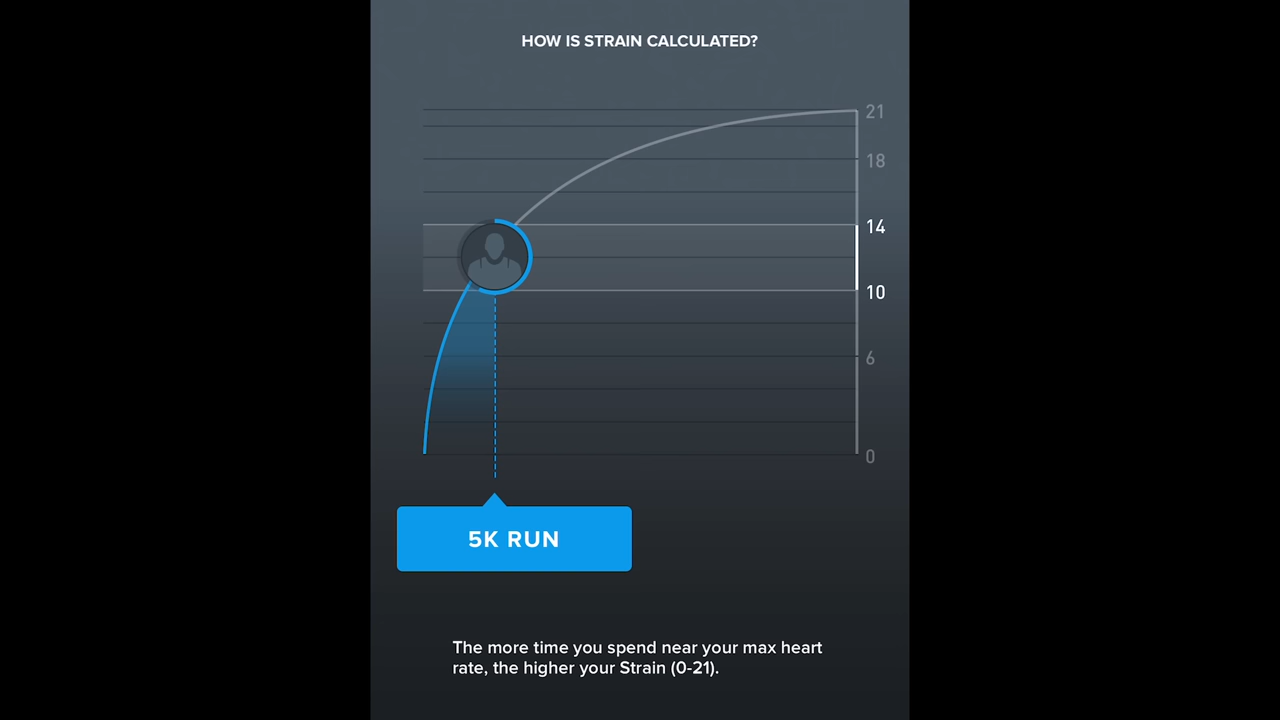 HOW IS STRAIN CALCULATED?
21
18
14
10
6
0
5K RUN
The more time you spend near your max heart
rate, the higher your Strain (0-21).